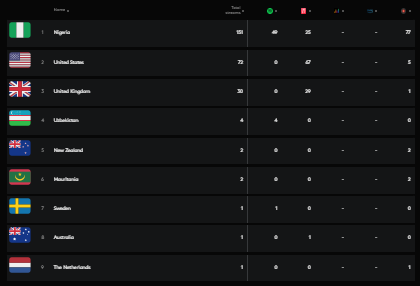 Name Total streams
1 Nigeria 151 49 25 – – 77
2 United States 72 0 67 – – 5
3 United Kingdom 30 0 29 – – 1
4 Uzbekistan 4 4 0 – – 0
5 New Zealand 2 0 0 – – 2
6 Mauritania 2 0 0 – – 2
7 Sweden 1 1 0 – – 0
8 Australia 1 0 1 – – 0
9 The Netherlands 1 0 0 – – 1